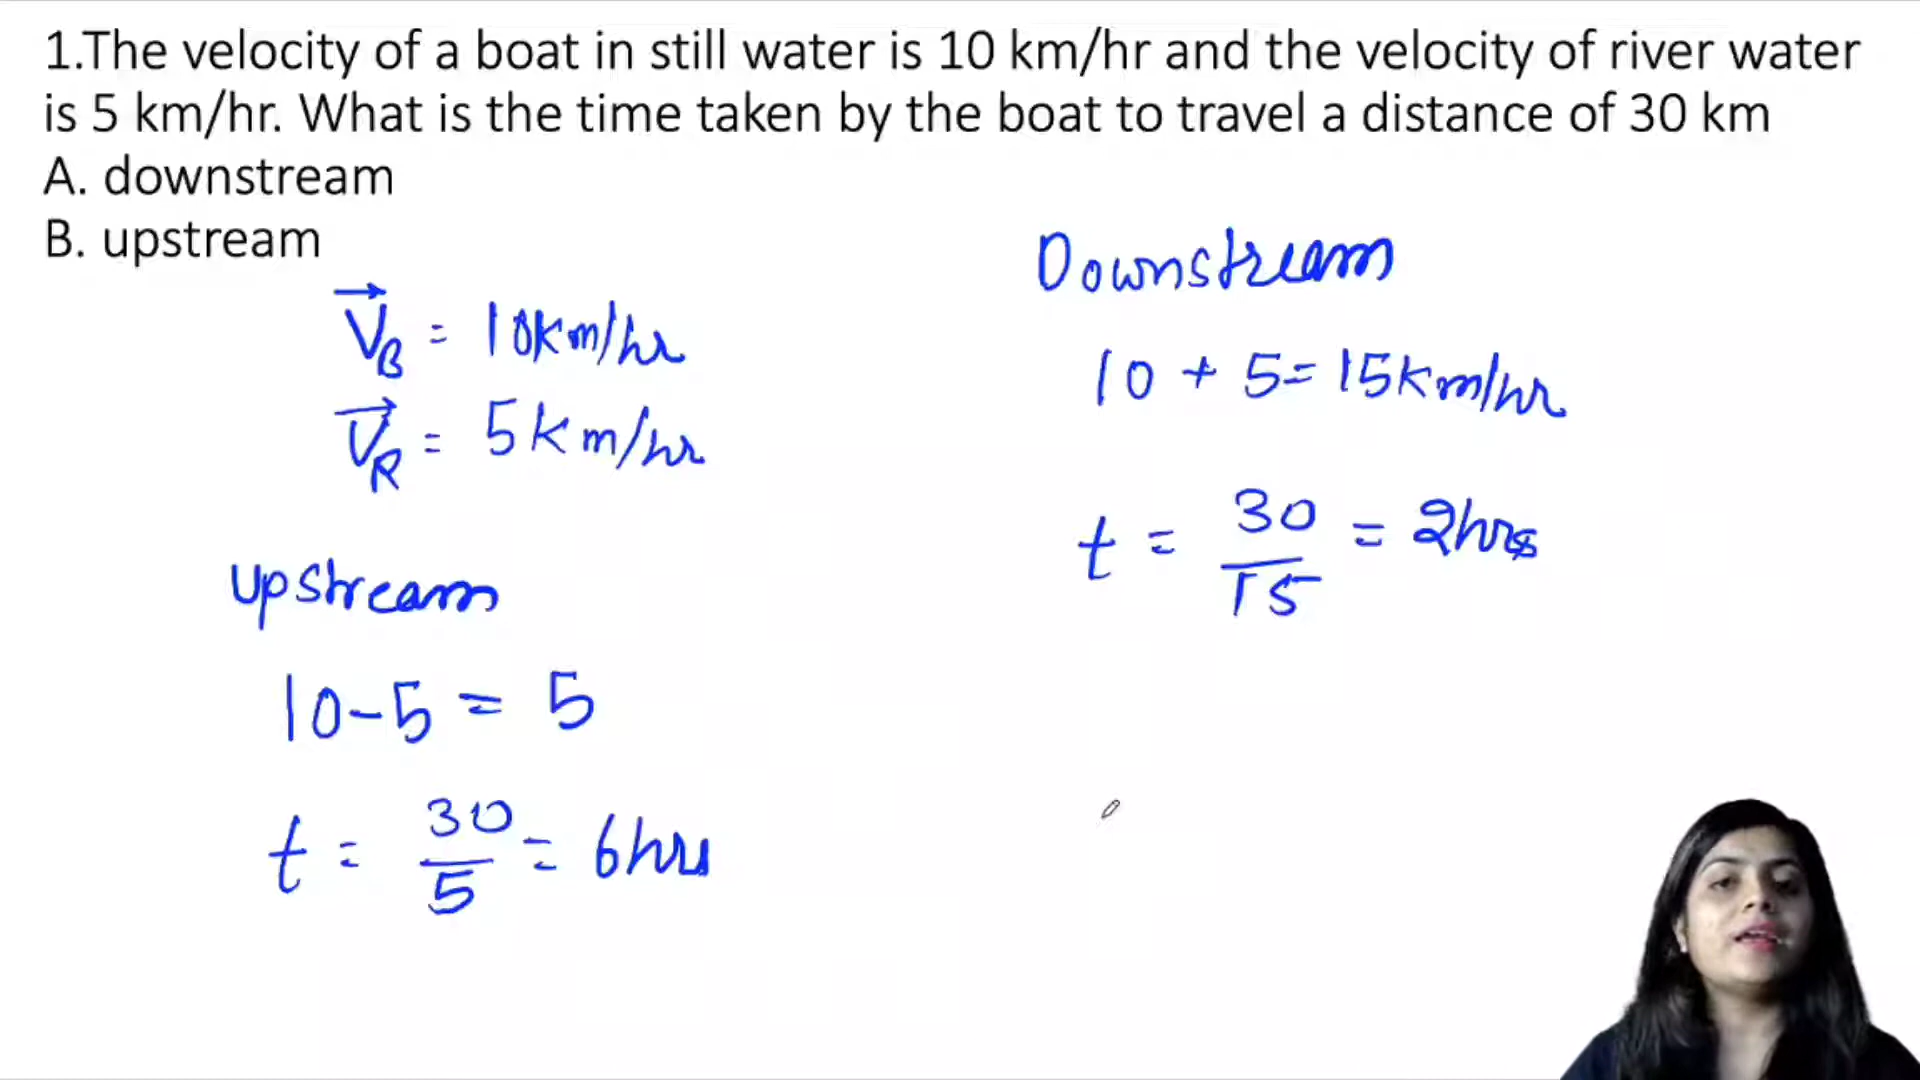 1.The velocity of a boat in still water is 10 km/hr and the velocity of river water
is 5 km/hr. What is the time taken by the boat to travel a distance of 30 km
A. downstream
B. upstream
V⃗_B = 10km/hr
V⃗_R = 5km/hr
Upstream
10-5 = 5
t = 30/5 = 6hrs
Downstream
10 + 5= 15km/hr
t = 30/15 = 2hrs